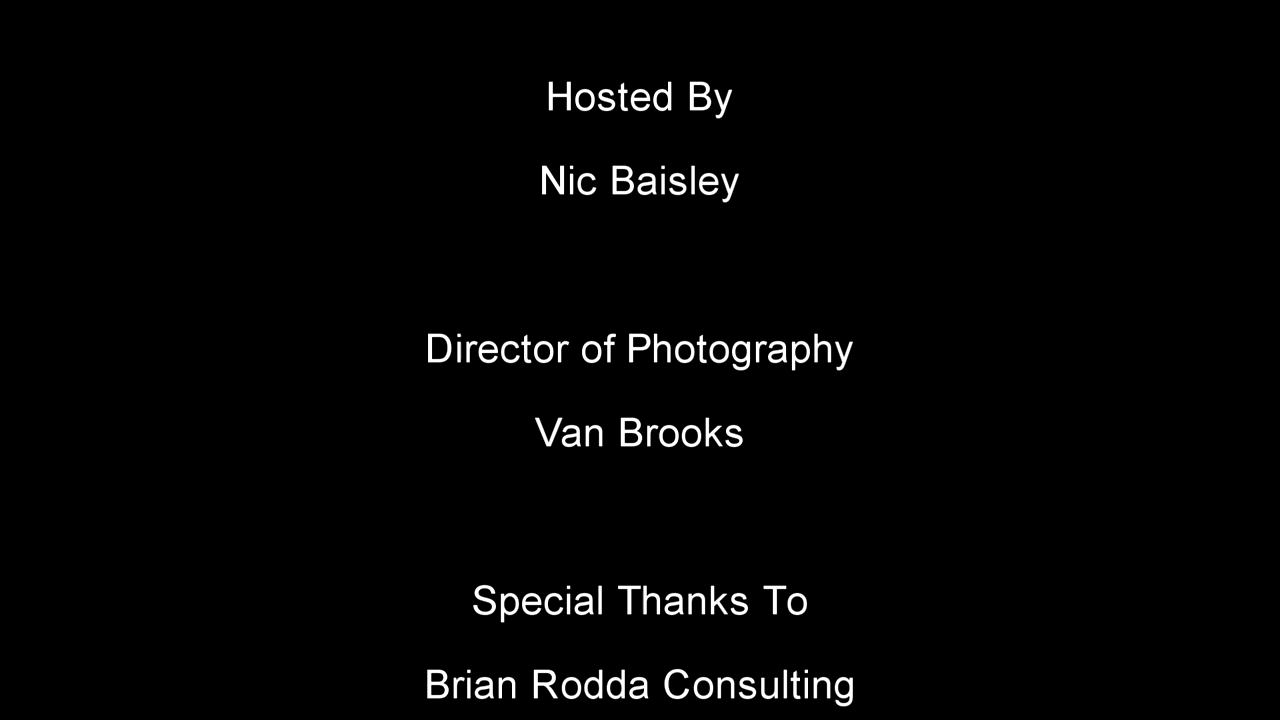 Hosted By
Nic Baisley
Director of Photography
Van Brooks
Special Thanks To
Brian Rodda Consulting